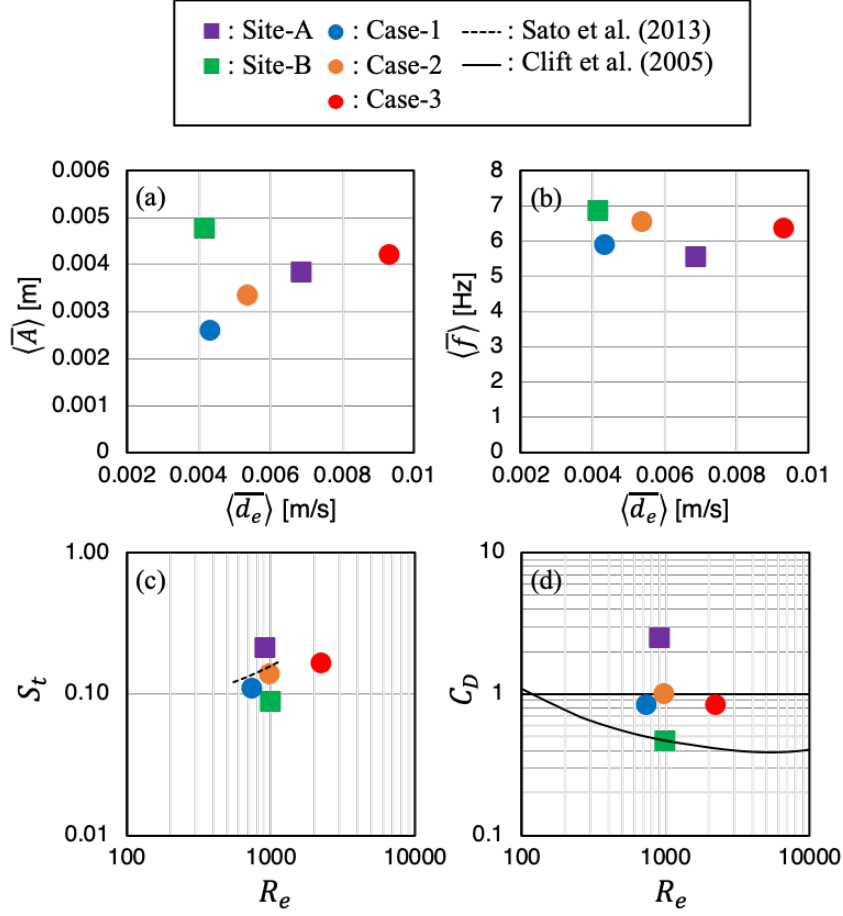 : Site-A : Case-1 : Sato et al. (2013)
: Site-B : Case-2 : Clift et al. (2005)
: Case-3
(a)
0.006
0.005
0.004
0.003
0.002
0.001
0
0.002 0.004 0.006 0.008 0.01
⟨A̅⟩ [m]
⟨d̅ₑ⟩ [m/s]
(b)
8
7
6
5
4
3
2
1
0
0.002 0.004 0.006 0.008 0.01
⟨f̅⟩ [Hz]
⟨d̅ₑ⟩ [m/s]
(c)
1.00
0.10
0.01
100 1000 10000
Sₜ
Rₑ
(d)
10
1
0.1
100 1000 10000
C_D
Rₑ